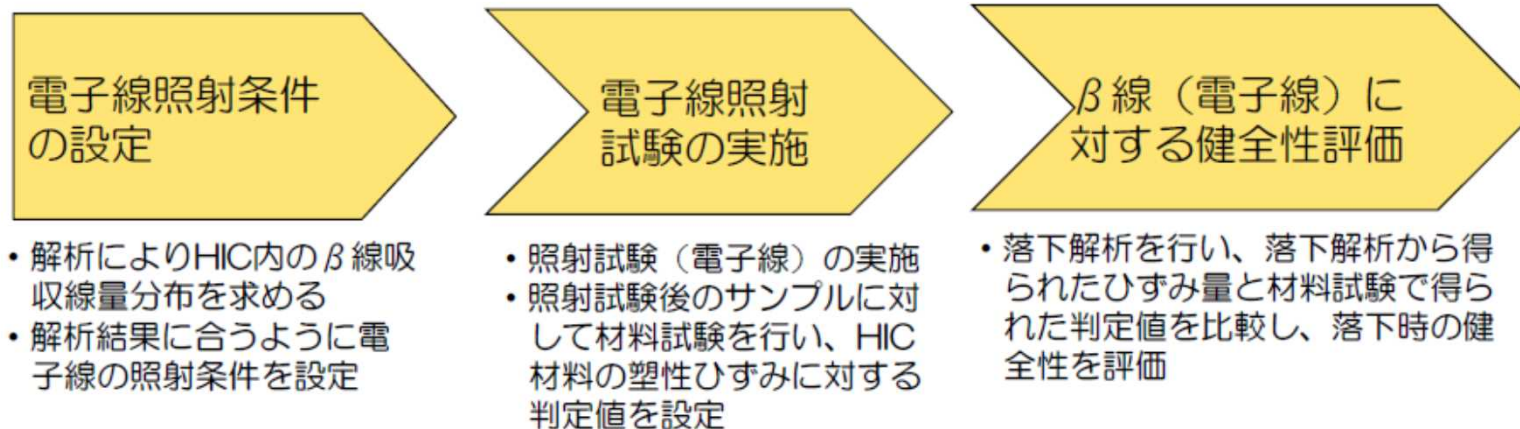 電子線照射条件
の設定
・解析によりHIC内のβ線吸
収線量分布を求める
・解析結果に合うように電
子線の照射条件を設定
電子線照射
試験の実施
・照射試験（電子線）の実施
・照射試験後のサンプルに対
して材料試験を行い、HIC
材料の塑性ひずみに対する
判定値を設定
β線（電子線）に
対する健全性評価
・落下解析を行い、落下解析から得
られたひずみ量と材料試験で得ら
れた判定値を比較し、落下時の健
全性を評価